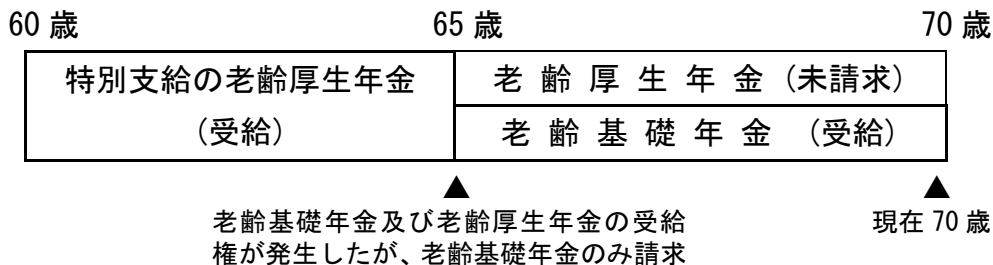 60 歳 65 歳 70 歳
特別支給の老齢厚生年金
(受給)
老 齢 厚 生 年 金 (未請求)
老 齢 基 礎 年 金 (受給)
▲ ▲
老齢基礎年金及び老齢厚生年金の受給
権が発生したが、老齢基礎年金のみ請求
現在 70 歳